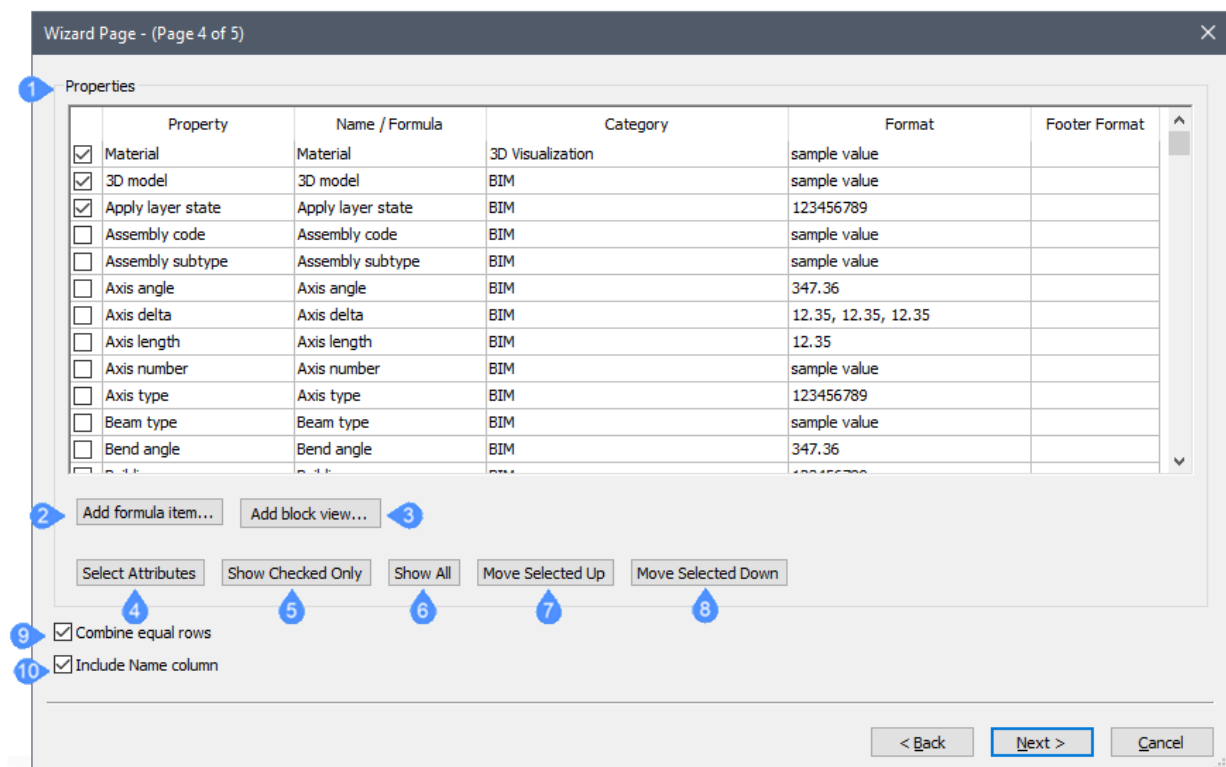 Wizard Page - (Page 4 of 5)
1 Properties
Property Name / Formula Category Format Footer Format
Material Material 3D Visualization sample value
3D model 3D model BIM sample value
Apply layer state Apply layer state BIM 123456789
Assembly code Assembly code BIM sample value
Assembly subtype Assembly subtype BIM sample value
Axis angle Axis angle BIM 347.36
Axis delta Axis delta BIM 12.35, 12.35, 12.35
Axis length Axis length BIM 12.35
Axis number Axis number BIM sample value
Axis type Axis type BIM 123456789
Beam type Beam type BIM sample value
Bend angle Bend angle BIM 347.36
2 Add formula item... Add block view... 3
Select Attributes Show Checked Only Show All Move Selected Up Move Selected Down
4 5 6 7 8
9 Combine equal rows
10 Include Name column
< Back Next > Cancel